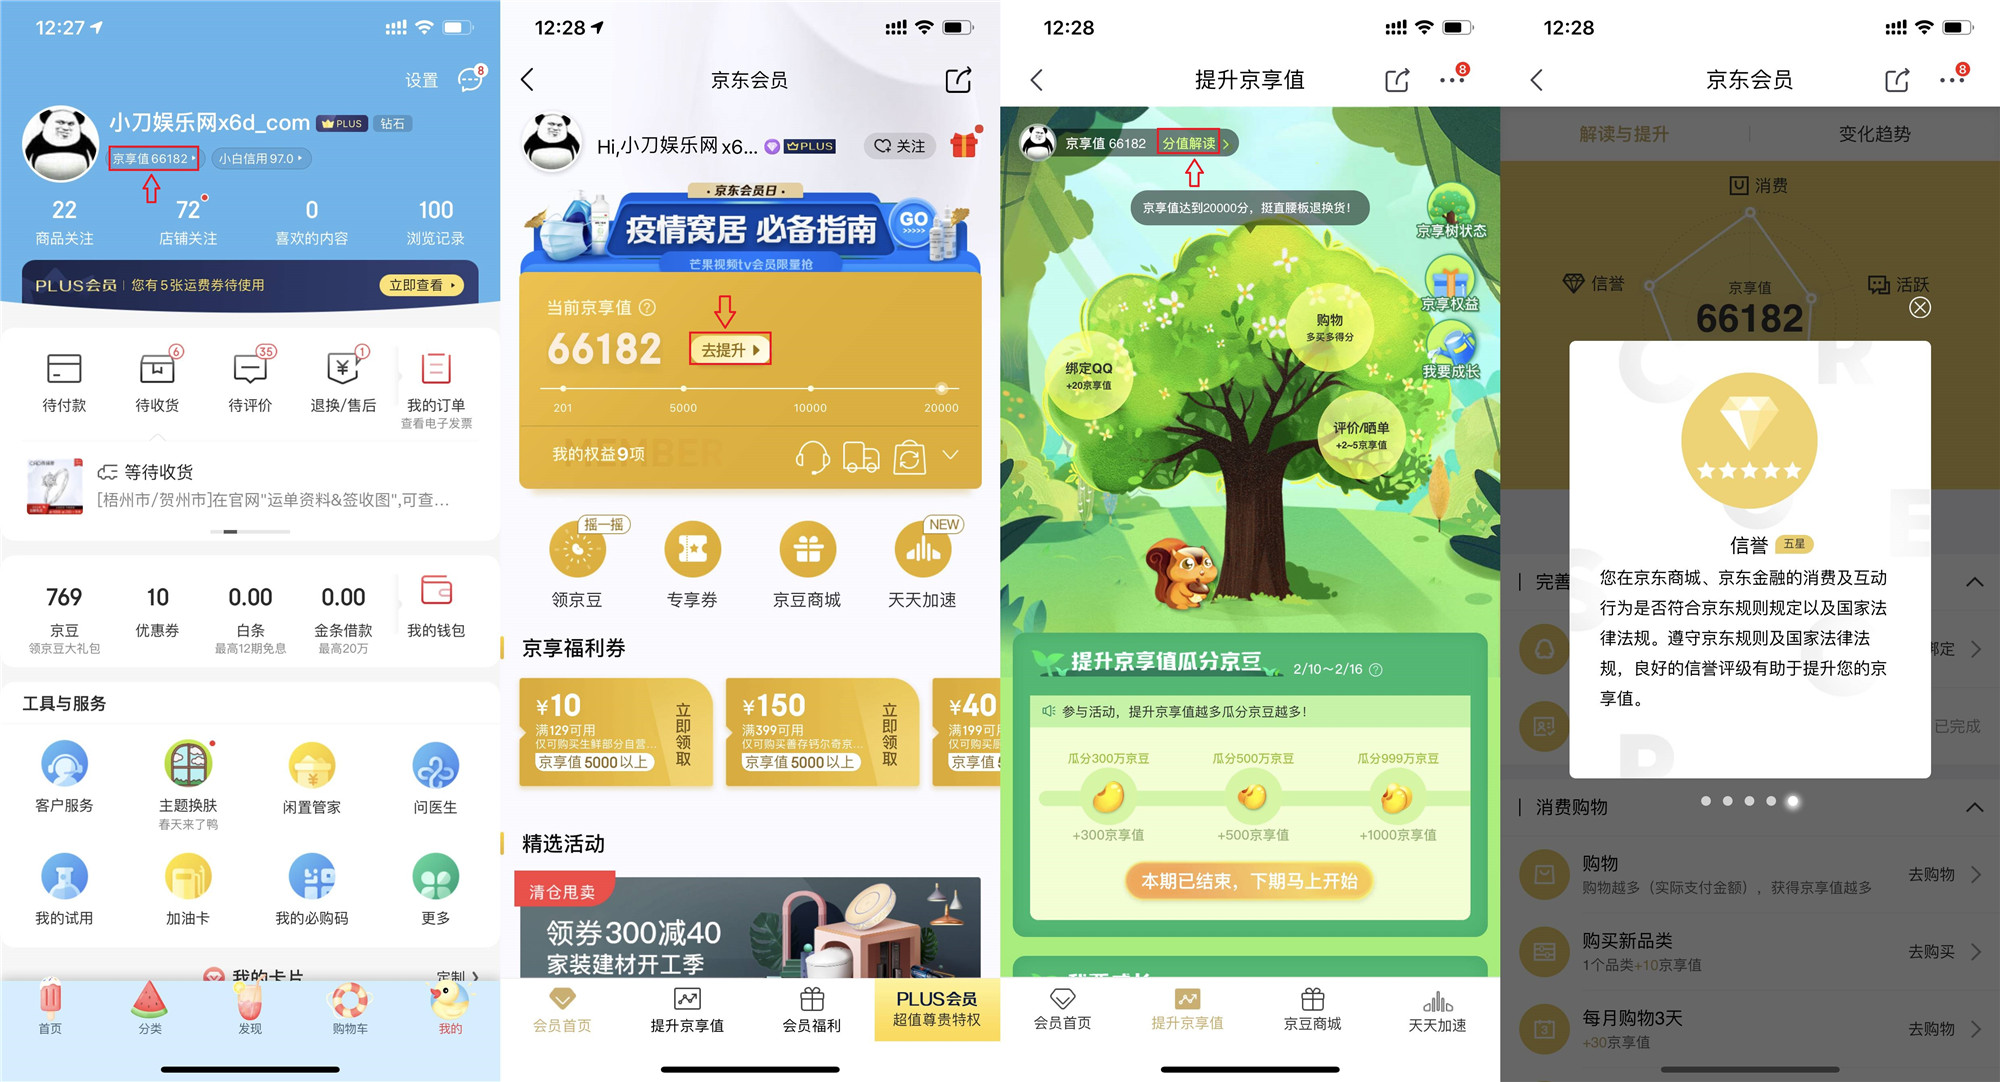 12:27
设置
8
小刀娱乐网x6d_com
PLUS
钻石
京享值66182
小白信用97.0
22
72
0
100
商品关注
店铺关注
喜欢的内容
浏览记录
PLUS会员
您有5张运费券待使用
立即查看
6
35
1
待付款
待收货
待评价
退换/售后
我的订单
查看电子发票
等待收货
[梧州市/贺州市]在官网"运单资料&签收图",可查...
769
10
0.00
0.00
京东
优惠券
白条
金条借款
我的钱包
领京豆大礼包
最高12期免息
最高20万
工具与服务
客户服务
主题换肤
闲置管家
问医生
春天来了鸭
我的试用
加油卡
我的必购码
更多
我的卡片
定制
首页
分类
发现
购物车
我的
12:28
京东会员
Hi,小刀娱乐网x6...
PLUS
关注
·京东会员日·
疫情窝居 必备指南
GO
芒果视频tv会员限量抢
当前京享值
66182
去提升
201
5000
10000
20000
MEMBER
我的权益9项
摇一摇
NEW
领京豆
专享券
京豆商城
天天加速
京享福利券
¥10
满129可用
仅可购买生鲜部分自营...
京享值5000以上
立即领取
¥150
满399可用
仅可购买善存钙尔奇京...
京享值5000以上
立即领取
¥40
满199可用
京享值
精选活动
清仓甩卖
领券300减40
家装建材开工季
会员首页
提升京享值
会员福利
PLUS会员
超值尊贵特权
12:28
提升京享值
8
京享值 66182
分值解读
京享值达到20000分，挺直腰板退换货！
京享树状态
京享权益
我要成长
购物
多买多得分
绑定QQ
+20京享值
评价/晒单
+2~5京享值
提升京享值瓜分京豆
2/10～2/16
参与活动，提升京享值越多瓜分京豆越多！
瓜分300万京豆
瓜分500万京豆
瓜分999万京豆
+300京享值
+500京享值
+1000京享值
本期已结束，下期马上开始
我要成长
会员首页
提升京享值
京豆商城
天天加速
12:28
京东会员
8
解读与提升
变化趋势
消费
信誉
活跃
京享值
66182
信誉
五星
您在京东商城、京东金融的消费及互动
行为是否符合京东规则规定以及国家法
律法规。遵守京东规则及国家法律法
规，良好的信誉评级有助于提升您的京
享值。
完善
绑定
已完成
消费购物
购物
购物越多（实际支付金额），获得京享值越多
去购物
购买新品类
1个品类+10京享值
去购买
每月购物3天
+30京享值
去购物